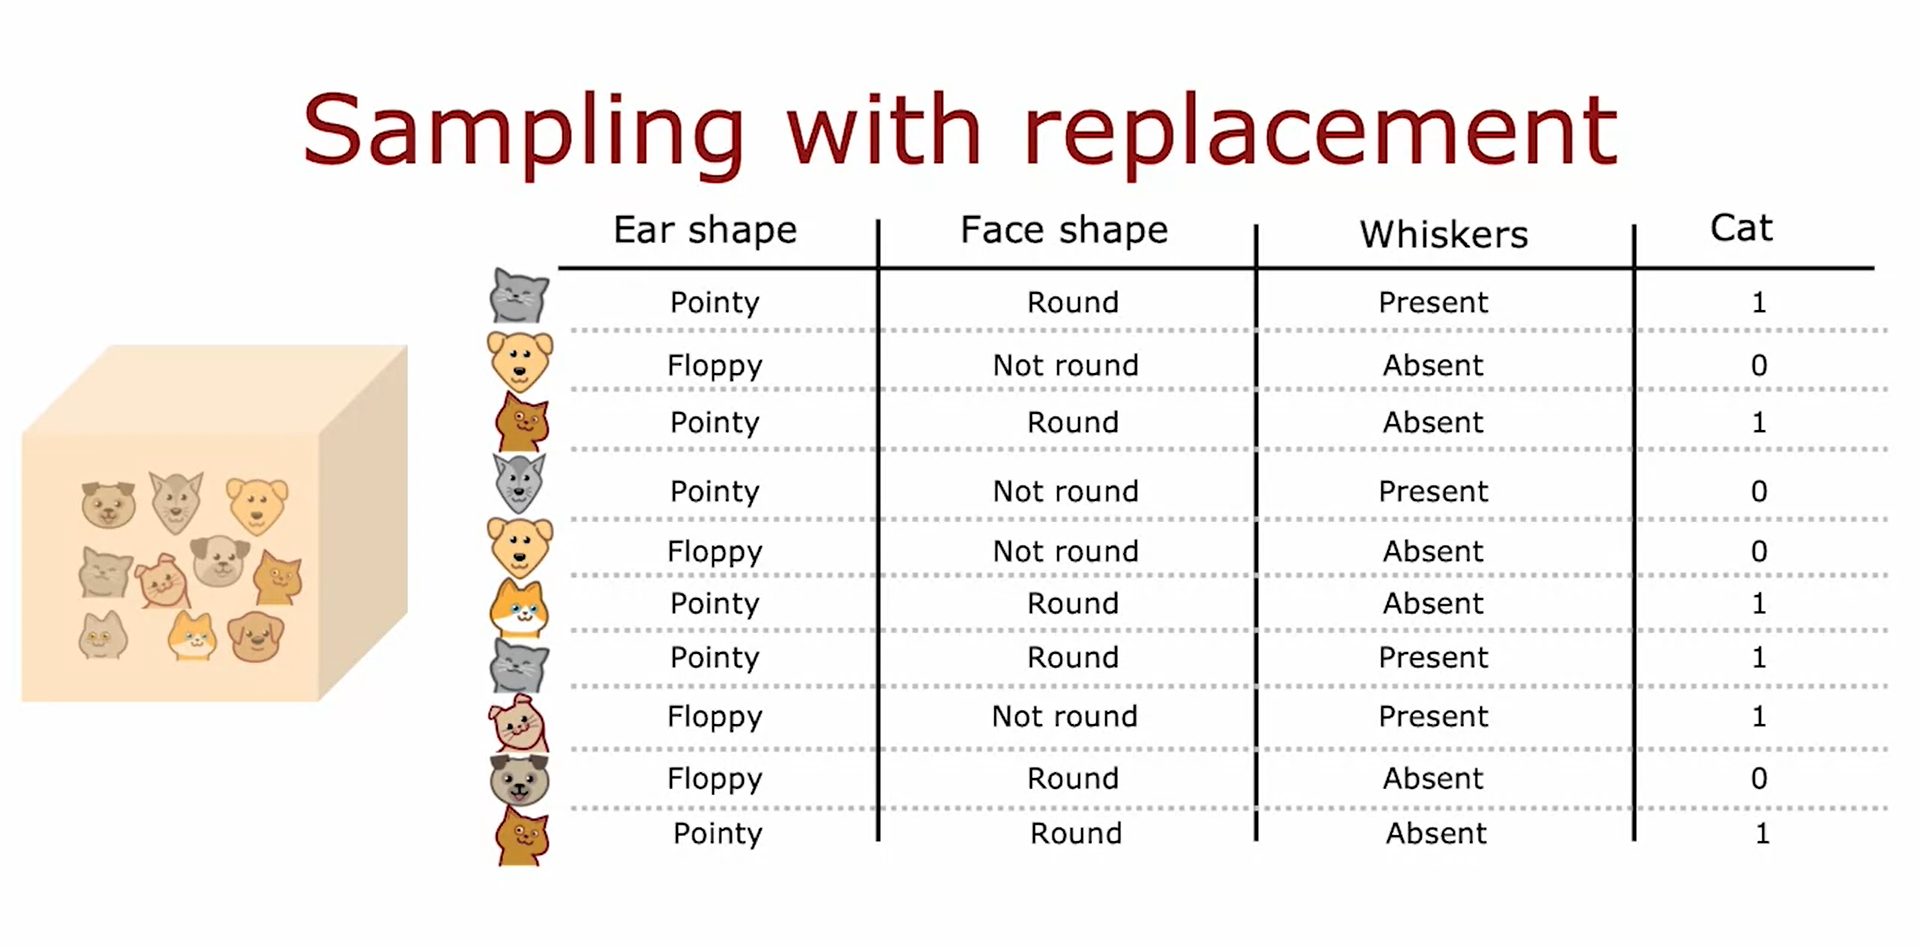 Sampling with replacement
Ear shape Face shape Whiskers Cat
Pointy Round Present 1
Floppy Not round Absent 0
Pointy Round Absent 1
Pointy Not round Present 0
Floppy Not round Absent 0
Pointy Round Absent 1
Pointy Round Present 1
Floppy Not round Present 1
Floppy Round Absent 0
Pointy Round Absent 1